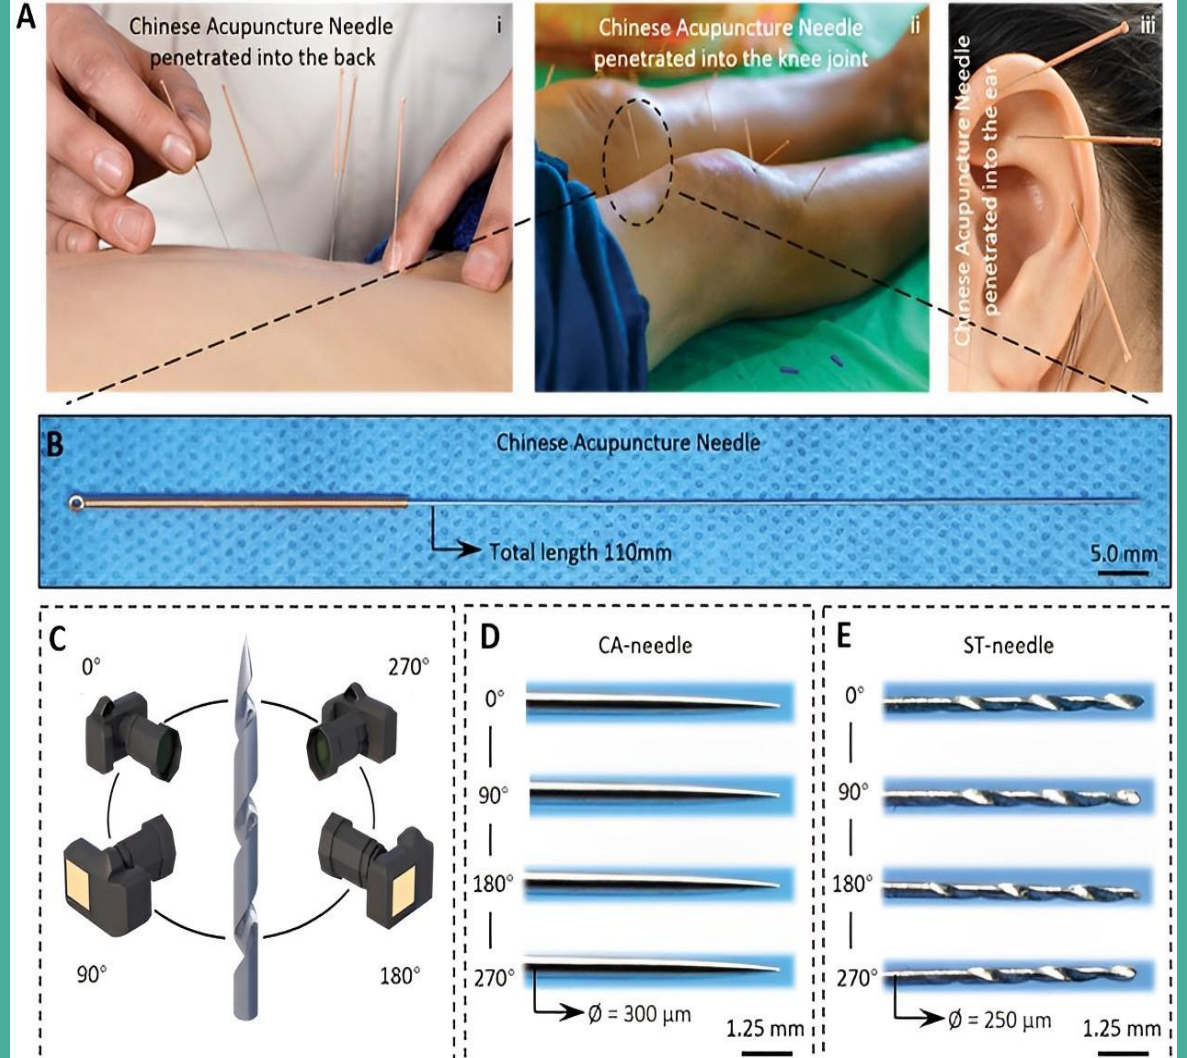 A
Chinese Acupuncture Needle
penetrated into the back
i
Chinese Acupuncture Needle
penetrated into the knee joint
ii
Chinese Acupuncture Needle
penetrated into the ear
iii
B
Chinese Acupuncture Needle
Total length 110mm
5.0 mm
C
0°
270°
90°
180°
D
CA-needle
0°
90°
180°
270°
Ø = 300 µm
1.25 mm
E
ST-needle
0°
90°
180°
270°
Ø = 250 µm
1.25 mm